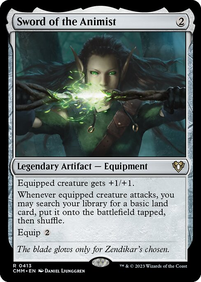 Sword of the Animist 2
Legendary Artifact — Equipment
Equipped creature gets +1/+1.
Whenever equipped creature attacks, you
may search your library for a basic land
card, put it onto the battlefield tapped,
then shuffle.
Equip 2
The blade glows only for Zendikar's chosen.
R 0413
CMM • EN Daniel Ljunggren
™ & © 2023 Wizards of the Coast